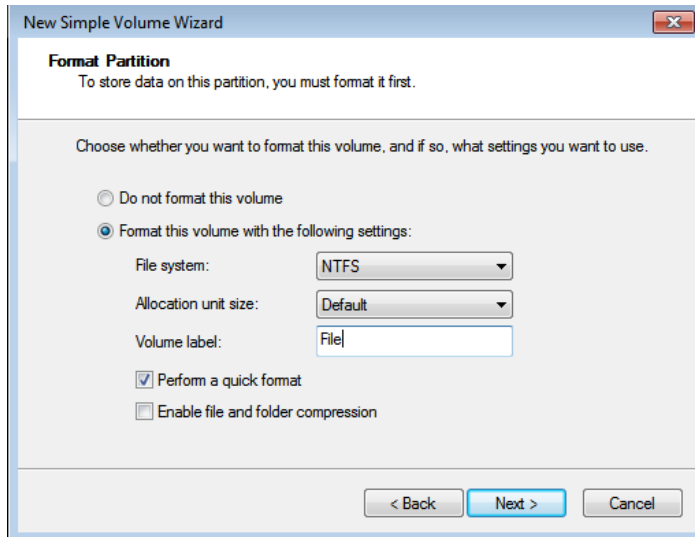 New Simple Volume Wizard
Format Partition
To store data on this partition, you must format it first.
Choose whether you want to format this volume, and if so, what settings you want to use.
Do not format this volume
Format this volume with the following settings:
File system: NTFS
Allocation unit size: Default
Volume label: File
Perform a quick format
Enable file and folder compression
< Back Next > Cancel